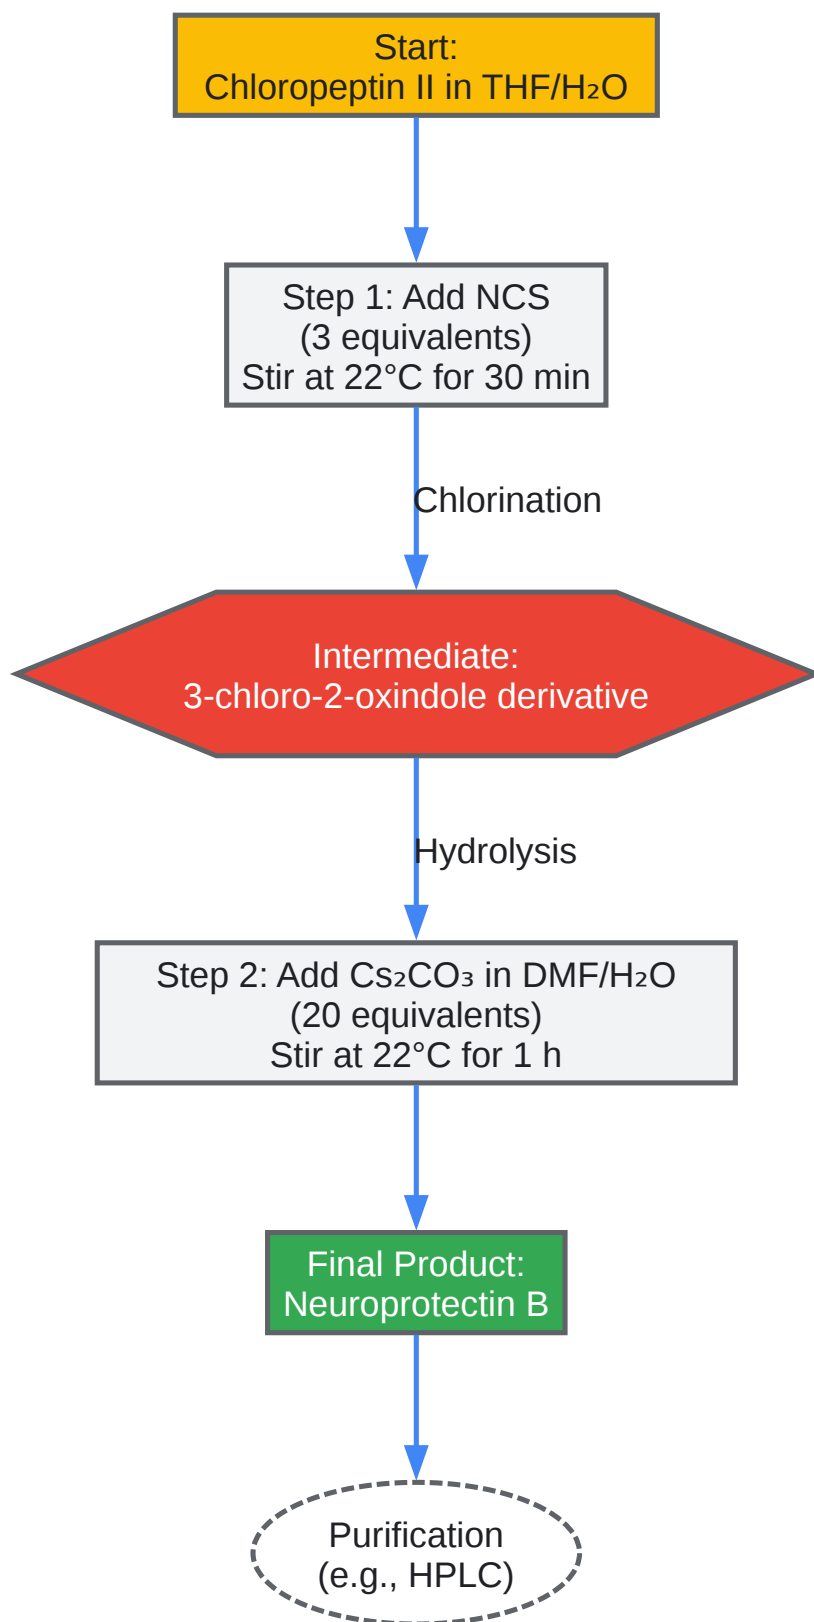 Start:
Chloropeptin II in THF/H₂O
Step 1: Add NCS
(3 equivalents)
Stir at 22°C for 30 min
Chlorination
Intermediate:
3-chloro-2-oxindole derivative
Hydrolysis
Step 2: Add Cs₂CO₃ in DMF/H₂O
(20 equivalents)
Stir at 22°C for 1 h
Final Product:
Neuroprotectin B
Purification
(e.g., HPLC)